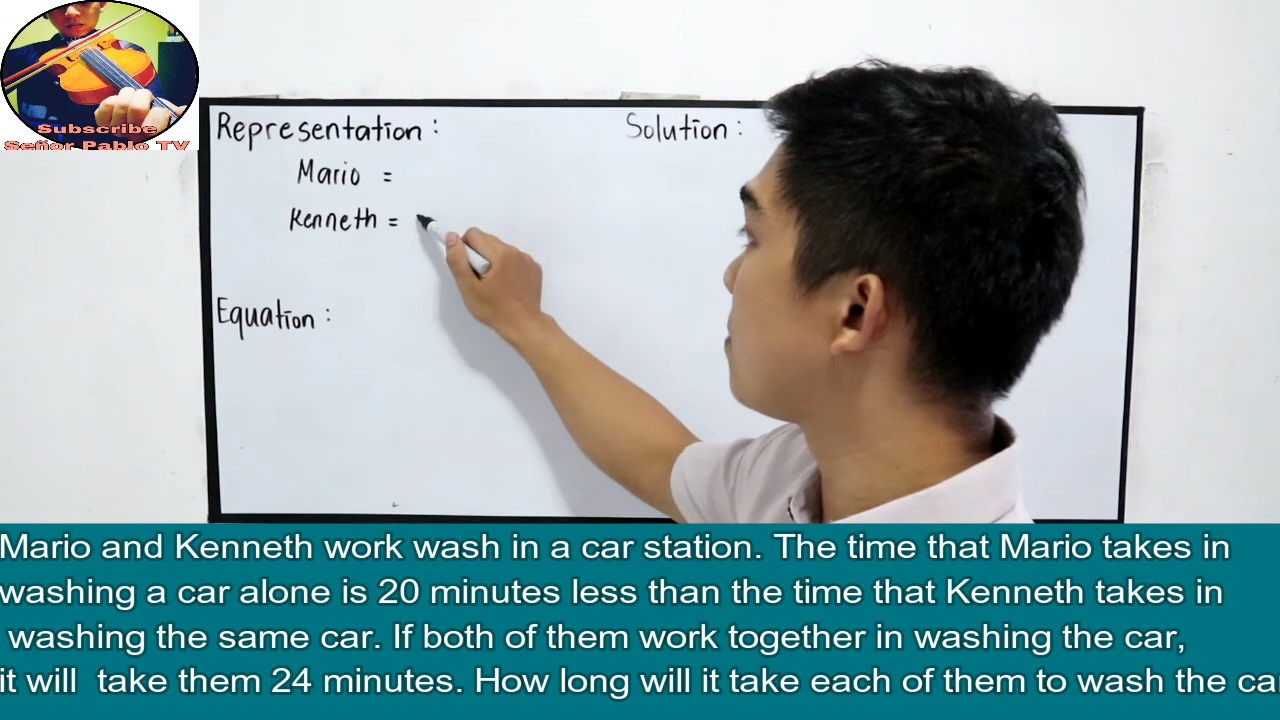 Subscribe
Señor Pablo TV
Representation :
Solution :
Mario =
Kenneth =
Equation :
Mario and Kenneth work wash in a car station. The time that Mario takes in
washing a car alone is 20 minutes less than the time that Kenneth takes in
washing the same car. If both of them work together in washing the car,
it will take them 24 minutes. How long will it take each of them to wash the ca